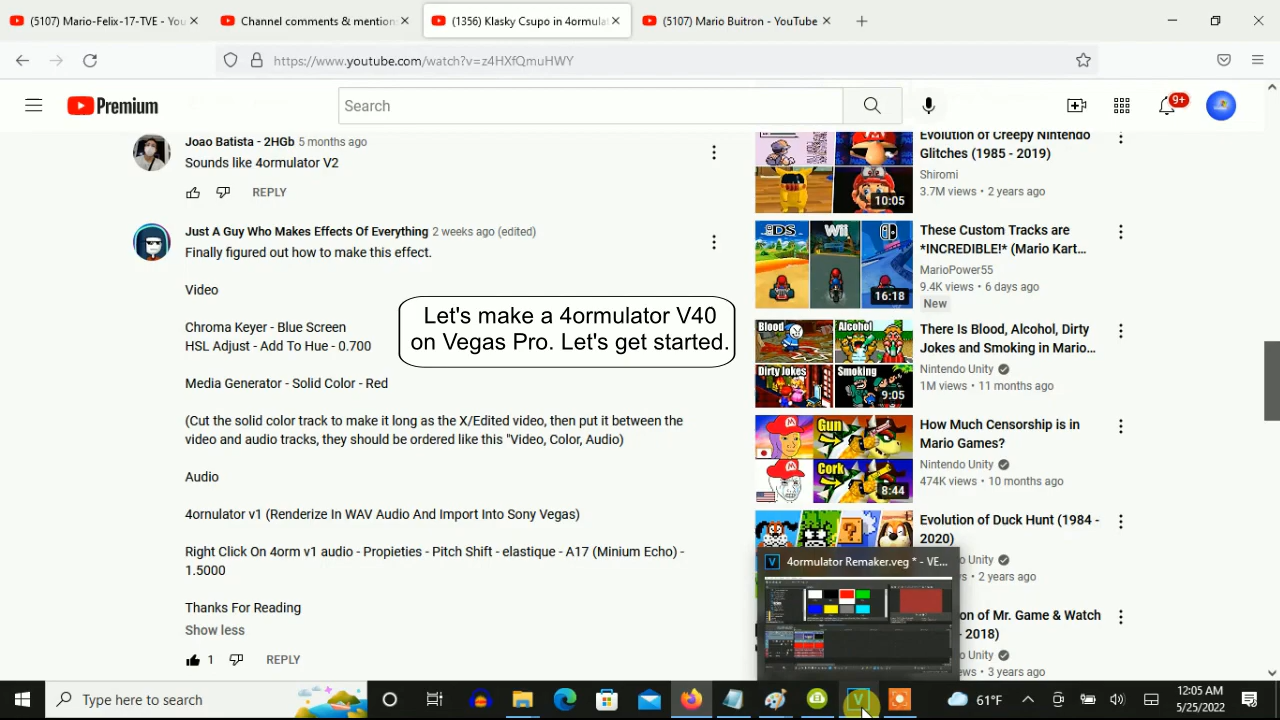 (5107) Mario-Felix-17-TVE - You
Channel comments & mention
(1356) Klasky Csupo in 4ormula
(5107) Mario Buitron - YouTube
https://www.youtube.com/watch?v=z4HXfQmuHWY
Premium
Search
9+
Joao Batista - 2HGb 5 months ago
Sounds like 4ormulator V2
REPLY
Just A Guy Who Makes Effects Of Everything 2 weeks ago (edited)
Finally figured out how to make this effect.
Video
Chroma Keyer - Blue Screen
HSL Adjust - Add To Hue - 0.700
Media Generator - Solid Color - Red
(Cut the solid color track to make it long as the X/Edited video, then put it between the
video and audio tracks, they should be ordered like this "Video, Color, Audio)
Audio
4ormulator v1 (Renderize In WAV Audio And Import Into Sony Vegas)
Right Click On 4orm v1 audio - Propieties - Pitch Shift - elastique - A17 (Minium Echo) -
1.5000
Thanks For Reading
Show less
1
REPLY
Let's make a 4ormulator V40
on Vegas Pro. Let's get started.
Evolution of Creepy Nintendo
Glitches (1985 - 2019)
Shiromi
3.7M views • 2 years ago
10:05
DS
Wii
These Custom Tracks are
*INCREDIBLE!* (Mario Kart...
MarioPower55
9.4K views • 6 days ago
New
16:18
Blood
Alcohol
Dirty Jokes
Smoking
There Is Blood, Alcohol, Dirty
Jokes and Smoking in Mario...
Nintendo Unity
1M views • 11 months ago
9:05
Gun
Cork
How Much Censorship is in
Mario Games?
Nintendo Unity
474K views • 10 months ago
8:44
Evolution of Duck Hunt (1984 -
2020)
do Unity
ews • 2 years ago
on of Mr. Game & Watch
- 2018)
do Unity
ews • 3 years ago
4ormulator Remaker.veg * - VE...
Type here to search
61°F
12:05 AM
5/25/2022